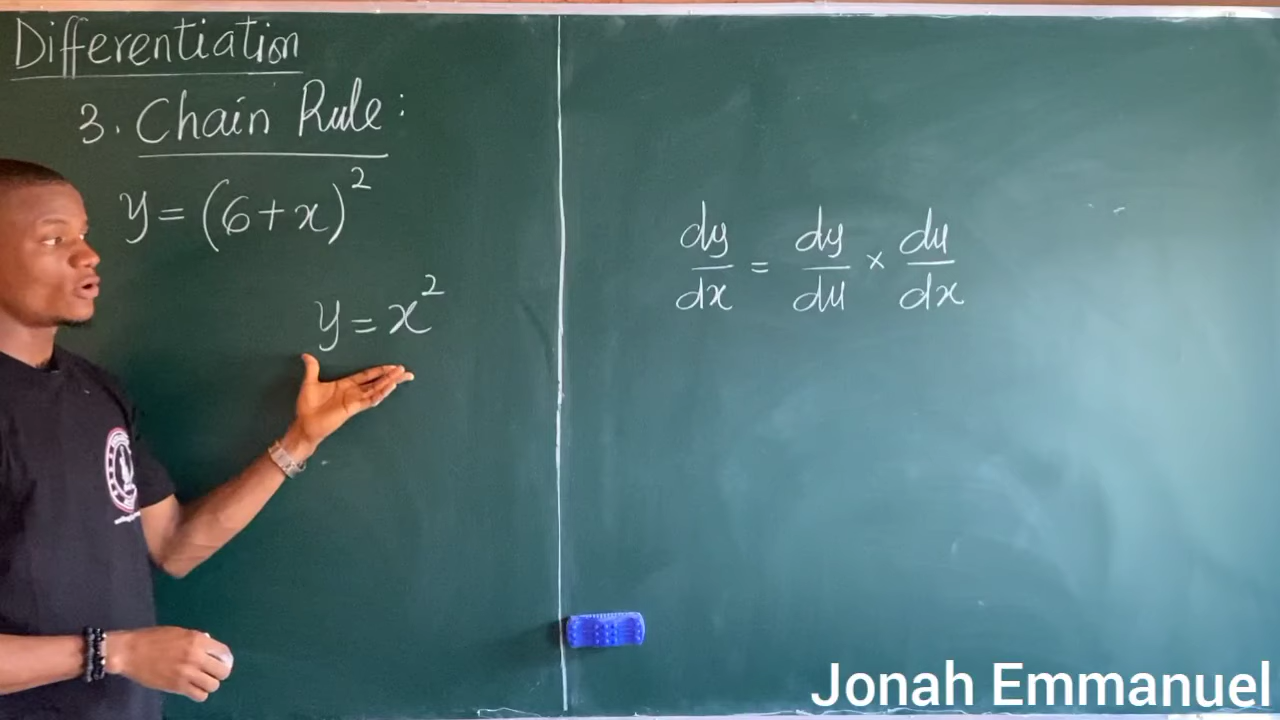 Differentiation
3. Chain Rule:
y = (6+x)²
y = x²
dy/dx = dy/du × du/dx
Jonah Emmanuel